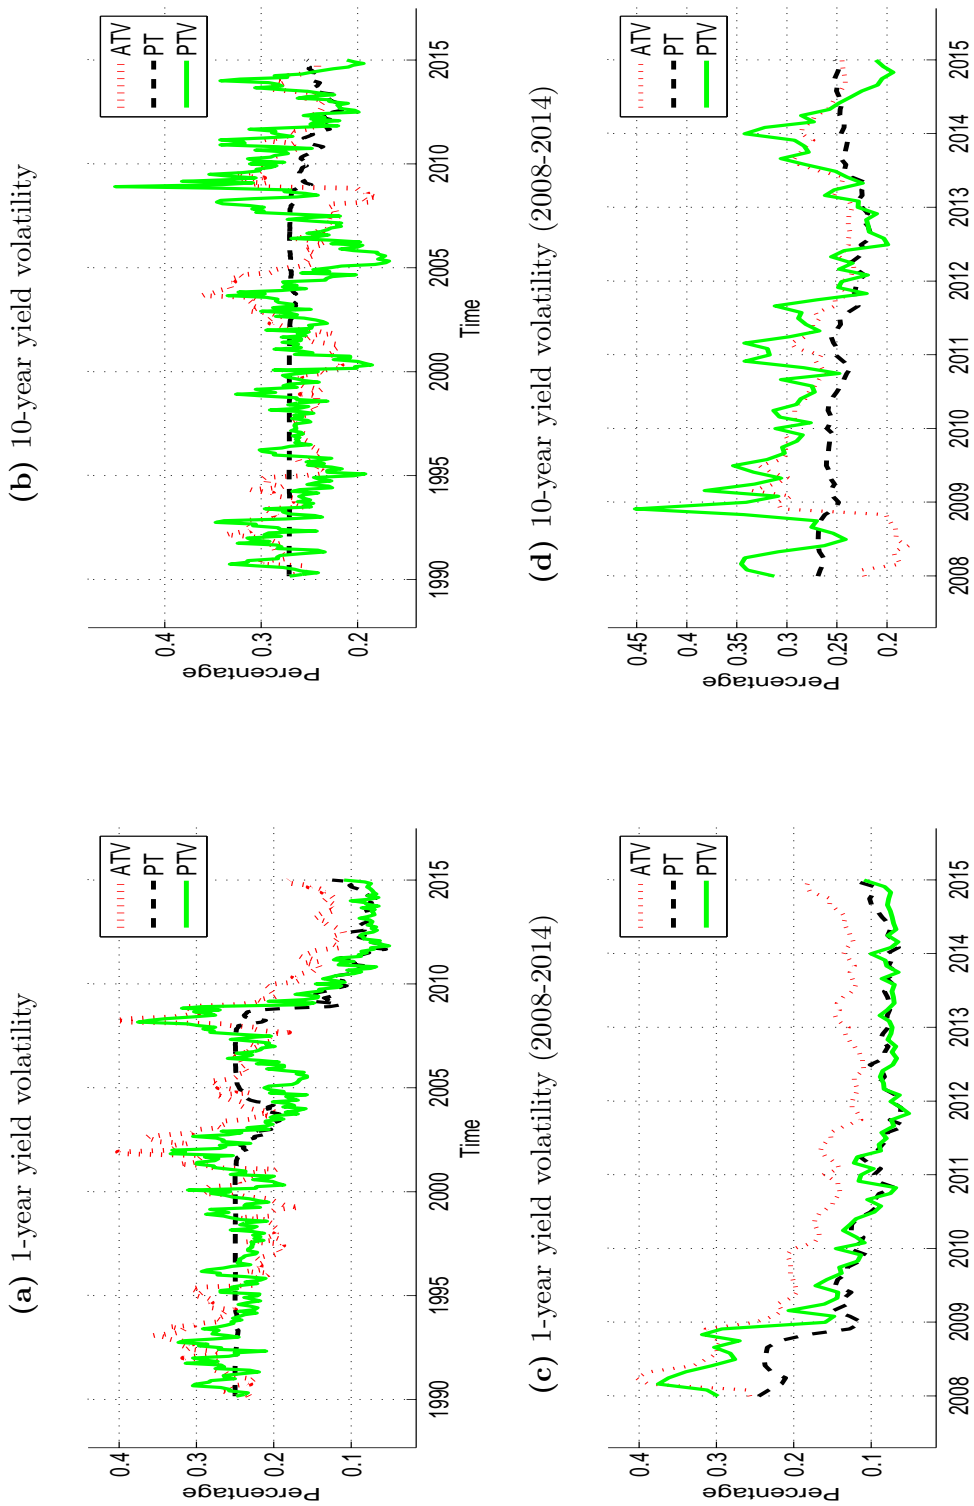 (a) 1-year yield volatility
Percentage
0.4
0.3
0.2
0.1
1990
1995
2000
2005
2010
2015
Time
ATV
PT
PTV
(b) 10-year yield volatility
Percentage
0.4
0.3
0.2
1990
1995
2000
2005
2010
2015
Time
ATV
PT
PTV
(c) 1-year yield volatility (2008-2014)
Percentage
0.4
0.3
0.2
0.1
2008
2009
2010
2011
2012
2013
2014
2015
ATV
PT
PTV
(d) 10-year yield volatility (2008-2014)
Percentage
0.45
0.4
0.35
0.3
0.25
0.2
2008
2009
2010
2011
2012
2013
2014
2015
ATV
PT
PTV